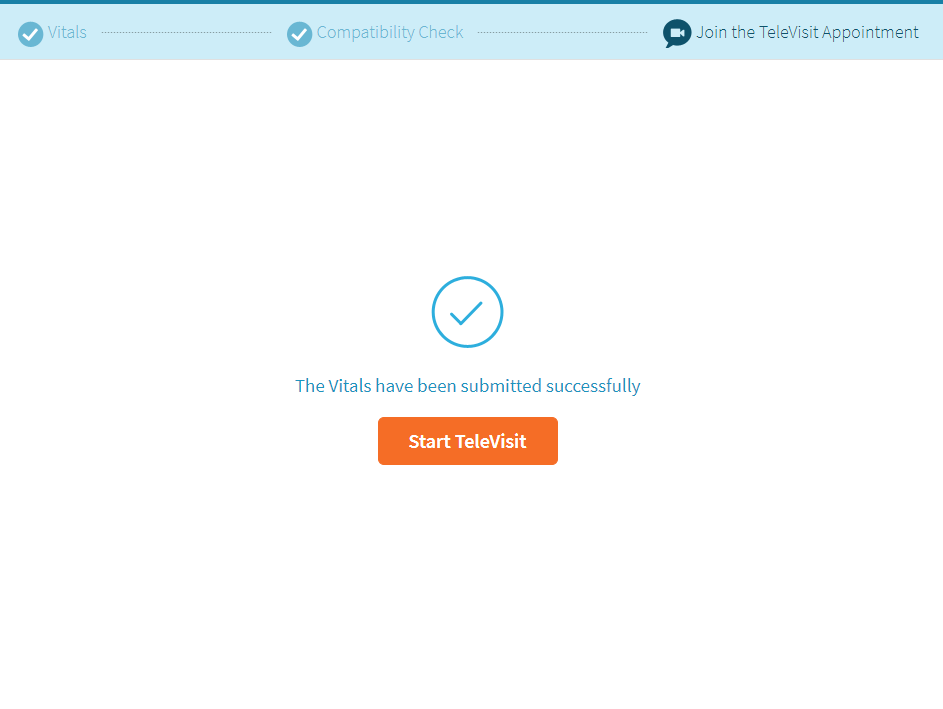 Vitals
Compatibility Check
Join the TeleVisit Appointment
The Vitals have been submitted successfully
Start TeleVisit